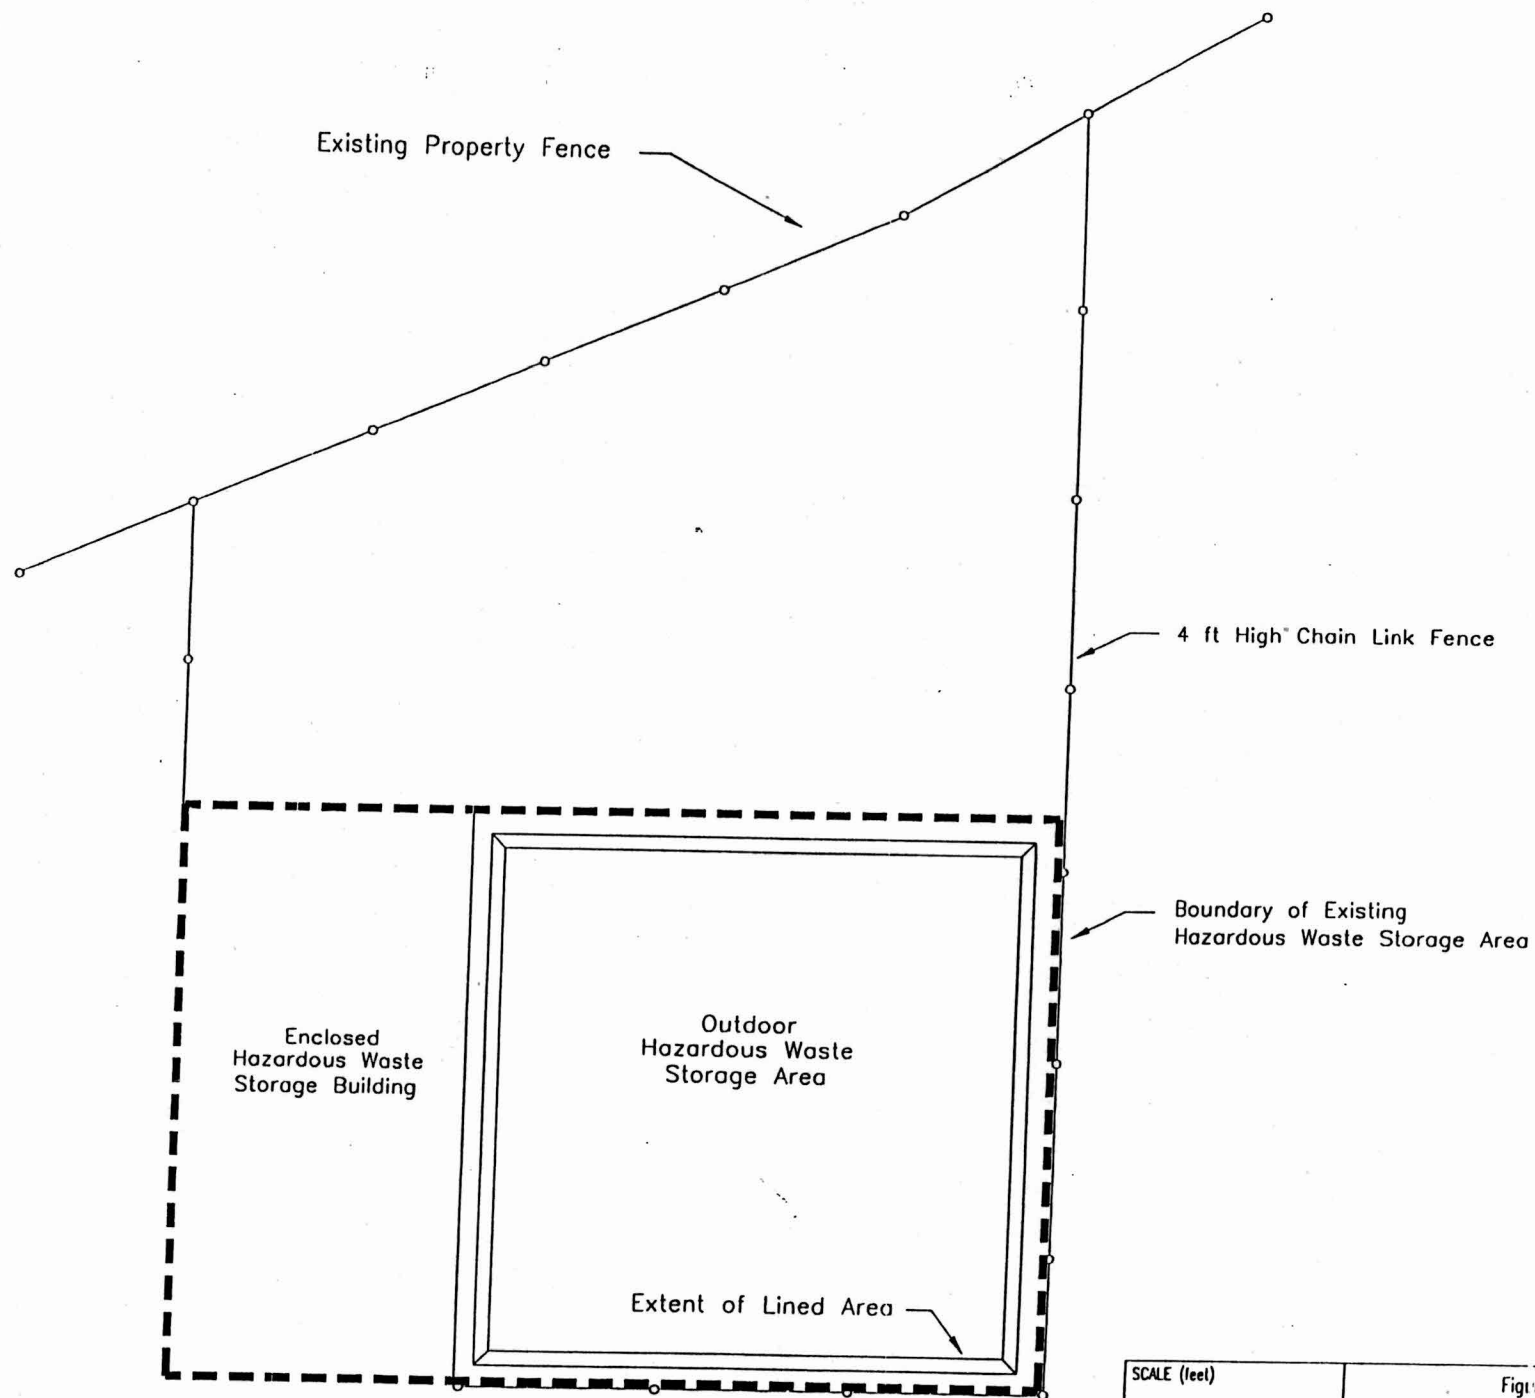 Existing Property Fence
4 ft High Chain Link Fence
Boundary of Existing
Hazardous Waste Storage Area
Enclosed
Hazardous Waste
Storage Building
Outdoor
Hazardous Waste
Storage Area
Extent of Lined Area
SCALE (feet)